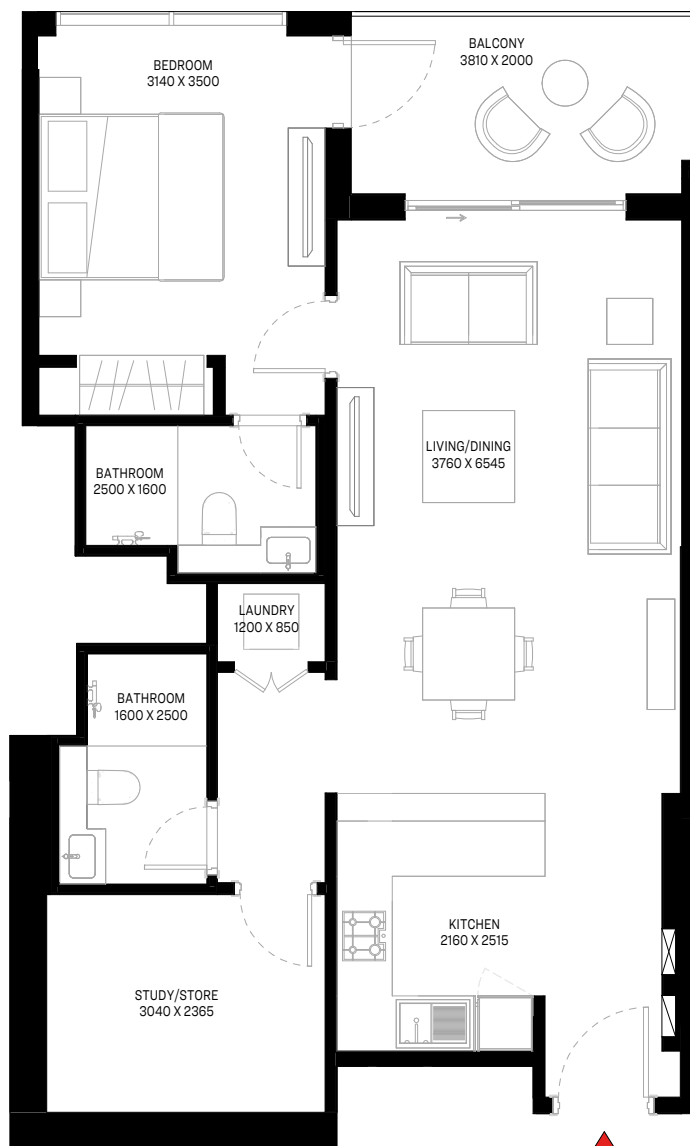 BEDROOM
3140 X 3500
BALCONY
3810 X 2000
LIVING/DINING
3760 X 6545
BATHROOM
2500 X 1600
LAUNDRY
1200 X 850
BATHROOM
1600 X 2500
KITCHEN
2160 X 2515
STUDY/STORE
3040 X 2365